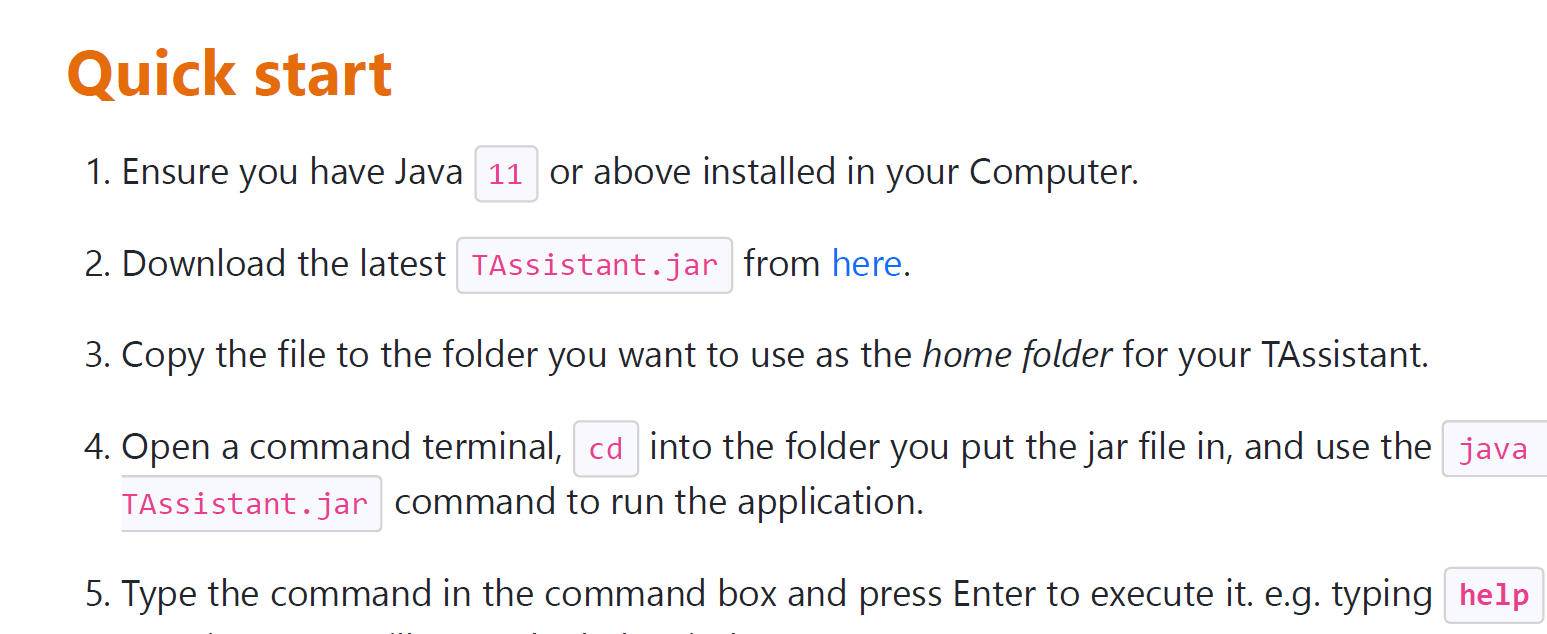 Quick start
1. Ensure you have Java 11 or above installed in your Computer.
2. Download the latest TAssistant.jar from here.
3. Copy the file to the folder you want to use as the home folder for your TAssistant.
4. Open a command terminal, cd into the folder you put the jar file in, and use the java
TAssistant.jar command to run the application.
5. Type the command in the command box and press Enter to execute it. e.g. typing help